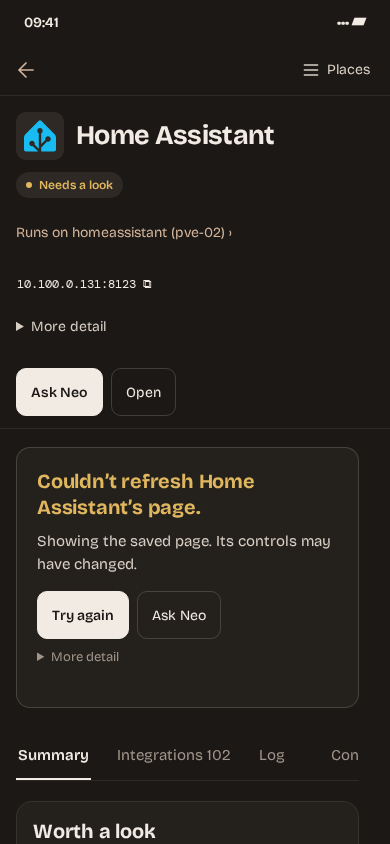 09:41
Places
Home Assistant
Needs a look
Runs on homeassistant (pve-02) ›
10.100.0.131:8123
More detail
Ask Neo
Open
Couldn’t refresh Home
Assistant’s page.
Showing the saved page. Its controls may
have changed.
Try again
Ask Neo
More detail
Summary
Integrations 102
Log
Con
Worth a look